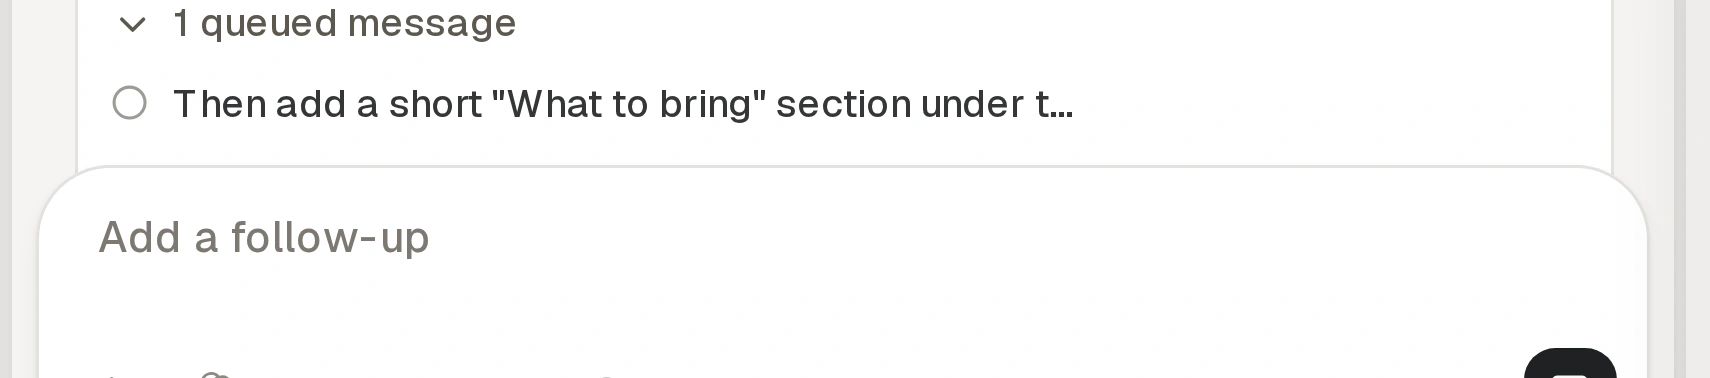 1 queued message
Then add a short "What to bring" section under t...
Add a follow-up